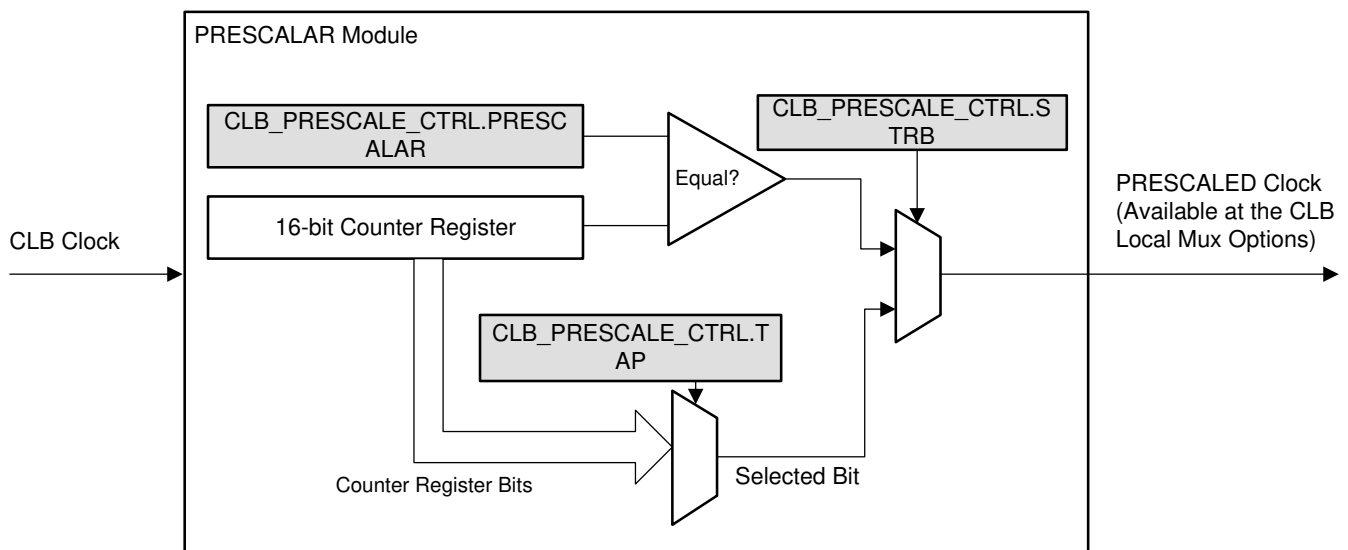 PRESCALAR Module
CLB_PRESCALE_CTRL.PRESC
ALAR
CLB_PRESCALE_CTRL.S
TRB
Equal?
16-bit Counter Register
PRESCALED Clock
(Available at the CLB
Local Mux Options)
CLB Clock
CLB_PRESCALE_CTRL.T
AP
Counter Register Bits
Selected Bit